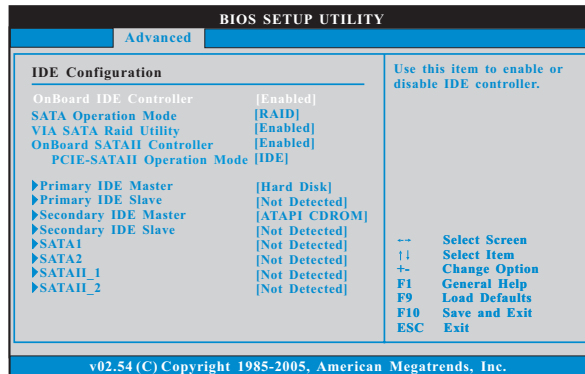 BIOS SETUP UTILITY
Advanced
IDE Configuration
OnBoard IDE Controller [Enabled]
SATA Operation Mode [RAID]
VIA SATA Raid Utility [Enabled]
OnBoard SATAII Controller [Enabled]
PCIE-SATAII Operation Mode [IDE]
Primary IDE Master [Hard Disk]
Primary IDE Slave [Not Detected]
Secondary IDE Master [ATAPI CDROM]
Secondary IDE Slave [Not Detected]
SATA1 [Not Detected]
SATA2 [Not Detected]
SATAII_1 [Not Detected]
SATAII_2 [Not Detected]
Use this item to enable or
disable IDE controller.
←→ Select Screen
↑↓ Select Item
+- Change Option
F1 General Help
F9 Load Defaults
F10 Save and Exit
ESC Exit
v02.54 (C) Copyright 1985-2005, American Megatrends, Inc.